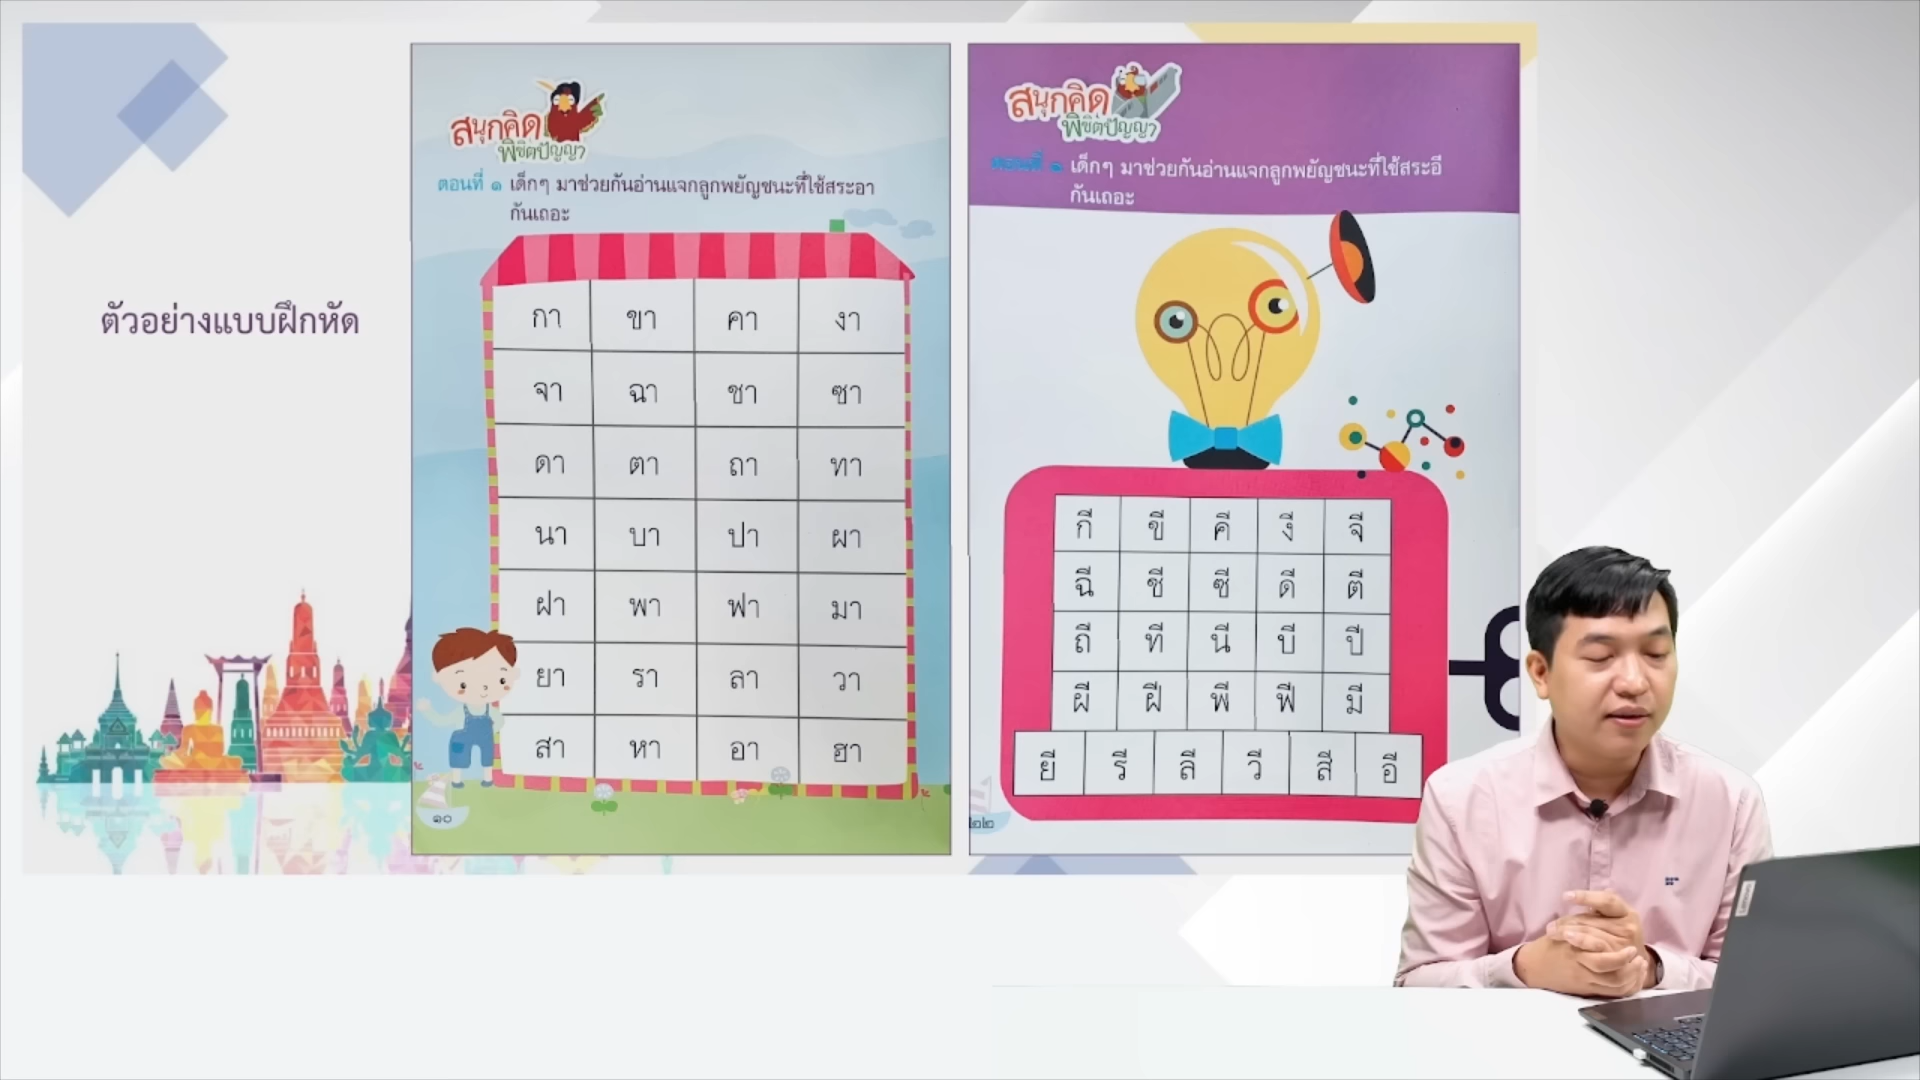 ตัวอย่างแบบฝึกหัด
สนุกคิด
พิชิตปัญญา
ตอนที่ ๑ เด็กๆ มาช่วยกันอ่านแจกลูกพยัญชนะที่ใช้สระอา
กันเถอะ
กา ขา คา งา
จา ฉา ชา ซา
ดา ตา ถา ทา
นา บา ปา ผา
ฝา พา ฟา มา
ยา รา ลา วา
สา หา อา ฮา
๑๐
สนุกคิด
พิชิตปัญญา
ตอนที่ ๑ เด็กๆ มาช่วยกันอ่านแจกลูกพยัญชนะที่ใช้สระอี
กันเถอะ
กี ขี คี งี จี
ฉี ชี ซี ดี ตี
ถี ที นี บี ปี
ผี ฝี พี ฟี มี
ยี รี ลี วี สี อี
๒๒